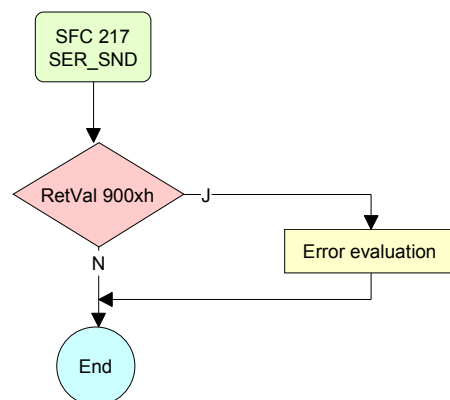 SFC 217
SER_SND
RetVal 900xh
J
Error evaluation
N
End